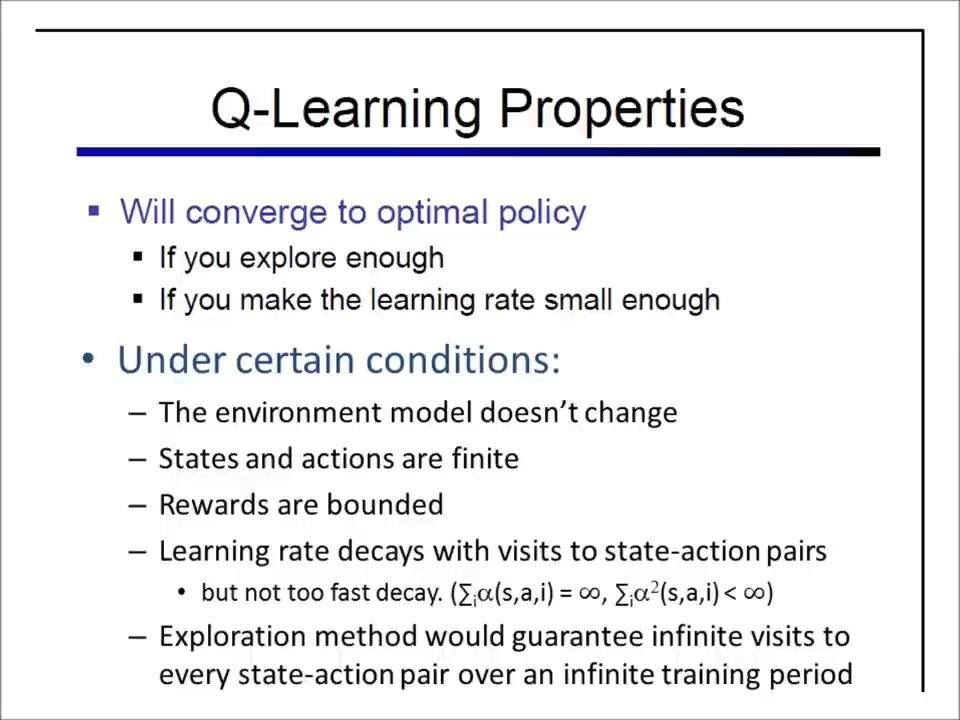 Q-Learning Properties
▪ Will converge to optimal policy
▪ If you explore enough
▪ If you make the learning rate small enough
• Under certain conditions:
– The environment model doesn’t change
– States and actions are finite
– Rewards are bounded
– Learning rate decays with visits to state-action pairs
• but not too fast decay. (∑ᵢα(s,a,i) = ∞, ∑ᵢα²(s,a,i) < ∞)
– Exploration method would guarantee infinite visits to
every state-action pair over an infinite training period